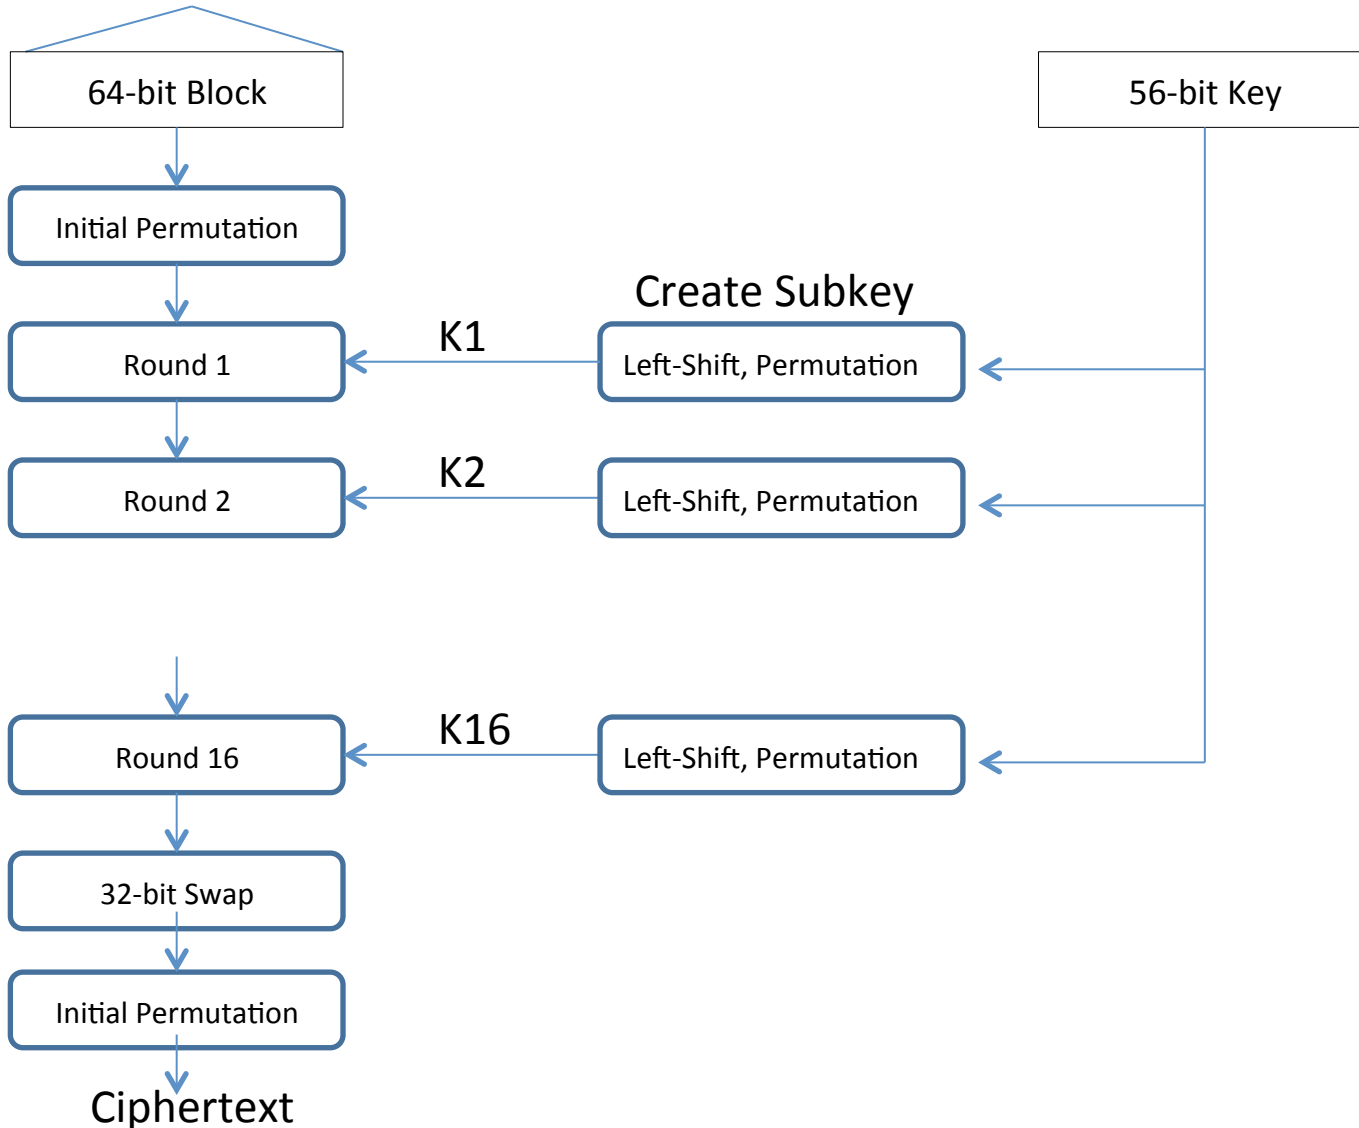 64-bit Block
56-bit Key
Initial Permutation
Create Subkey
Round 1
K1
Left-Shift, Permutation
Round 2
K2
Left-Shift, Permutation
Round 16
K16
Left-Shift, Permutation
32-bit Swap
Initial Permutation
Ciphertext